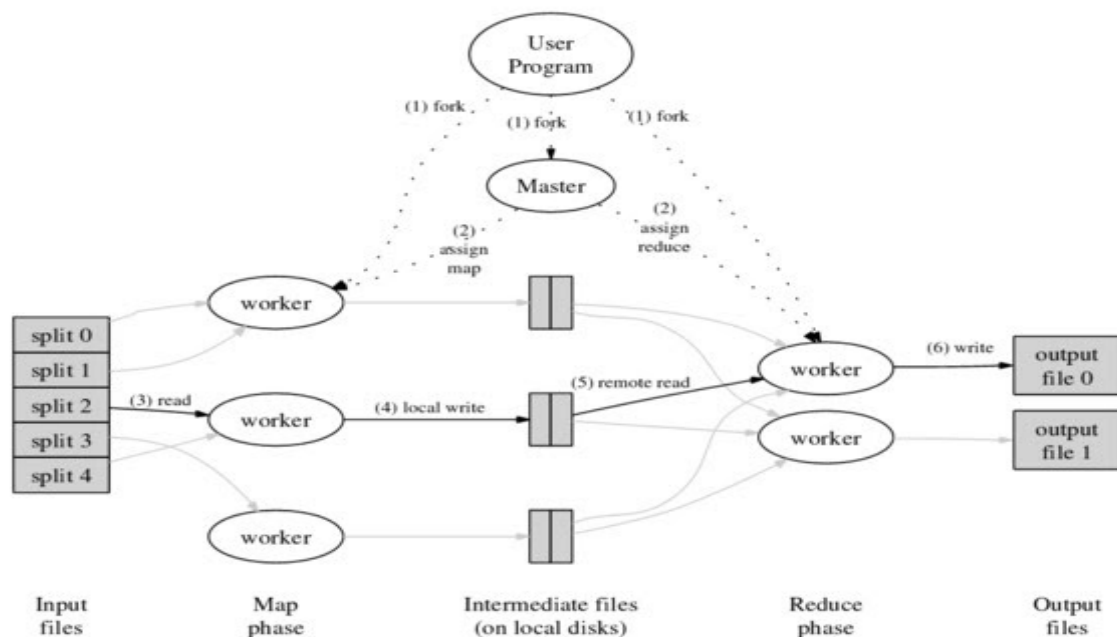 User
Program
(1) fork
(1) fork
(1) fork
Master
(2)
assign
map
(2)
assign
reduce
split 0
split 1
split 2
split 3
split 4
(3) read
worker
worker
worker
(4) local write
(5) remote read
worker
worker
(6) write
output
file 0
output
file 1
Input
files
Map
phase
Intermediate files
(on local disks)
Reduce
phase
Output
files